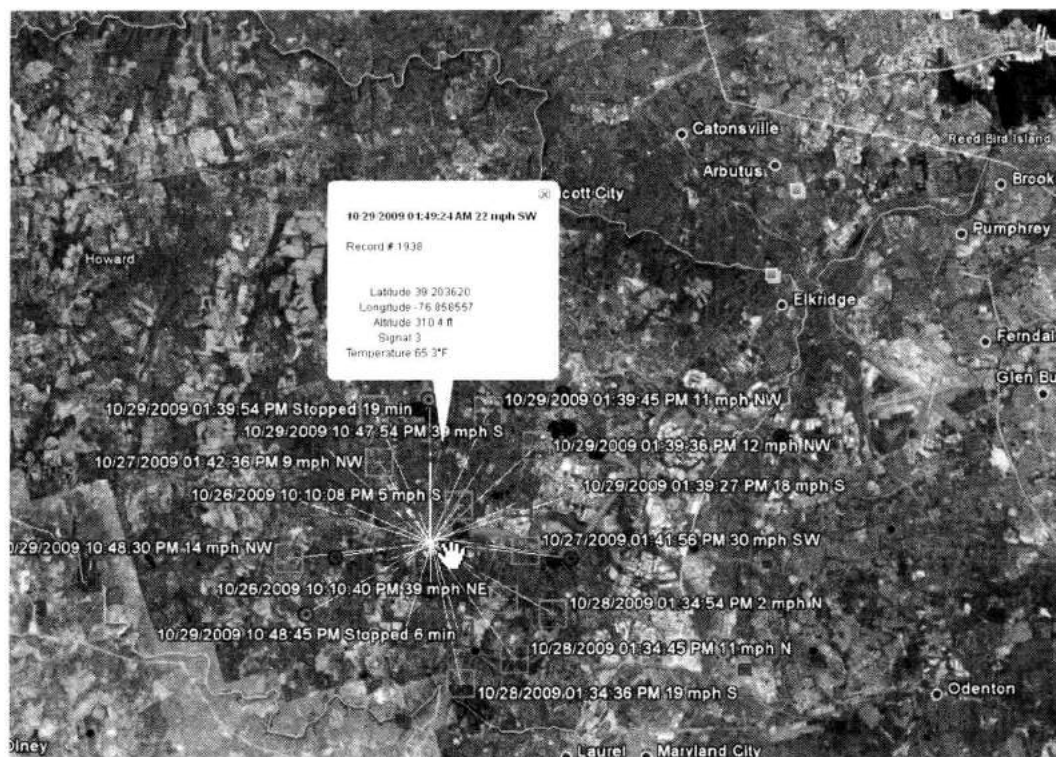 Catonsville
Reed Bird Island
Arbutus
Brook
icott City
10/29/2009 01:49:24 AM 22 mph SW
Pumphrey
Record # 1938
Howard
Latitude 39.203620
Longitude -76.856557
Altitude 310.4 ft
Signal 3
Temperature 65.3°F
Elkridge
Ferndal
Glen Bu
10/29/2009 01:39:54 PM Stopped 19 min
10/29/2009 01:39:45 PM 11 mph NW
10/29/2009 10:47:54 PM 39 mph S
10/29/2009 01:39:36 PM 12 mph NW
10/27/2009 01:42:36 PM 9 mph NW
10/29/2009 01:39:27 PM 18 mph S
10/26/2009 10:10:08 PM 5 mph S
10/27/2009 01:41:56 PM 30 mph SW
0/29/2009 10:48:30 PM 14 mph NW
10/26/2009 10:10:40 PM 39 mph NE
10/28/2009 01:34:54 PM 2 mph N
10/29/2009 10:48:45 PM Stopped 6 min
10/28/2009 01:34:45 PM 11 mph N
10/28/2009 01:34:36 PM 19 mph S
Odenton
Olney
Laurel
Maryland City